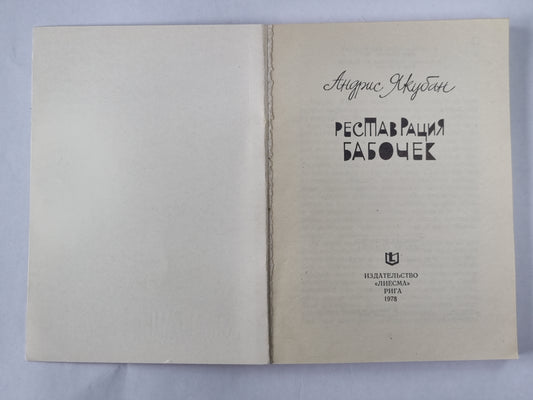 Андрис Якубан
РЕСТАВРАЦИЯ
БАБОЧЕК
ИЗДАТЕЛЬСТВО
«ЛИЕСМА»
РИГА
1978